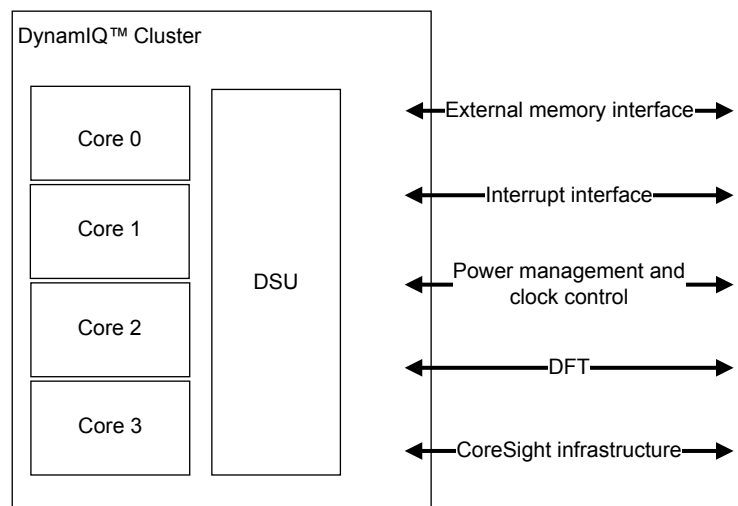 DynamIQ™ Cluster
Core 0
Core 1
Core 2
Core 3
DSU
External memory interface
Interrupt interface
Power management and
clock control
DFT
CoreSight infrastructure